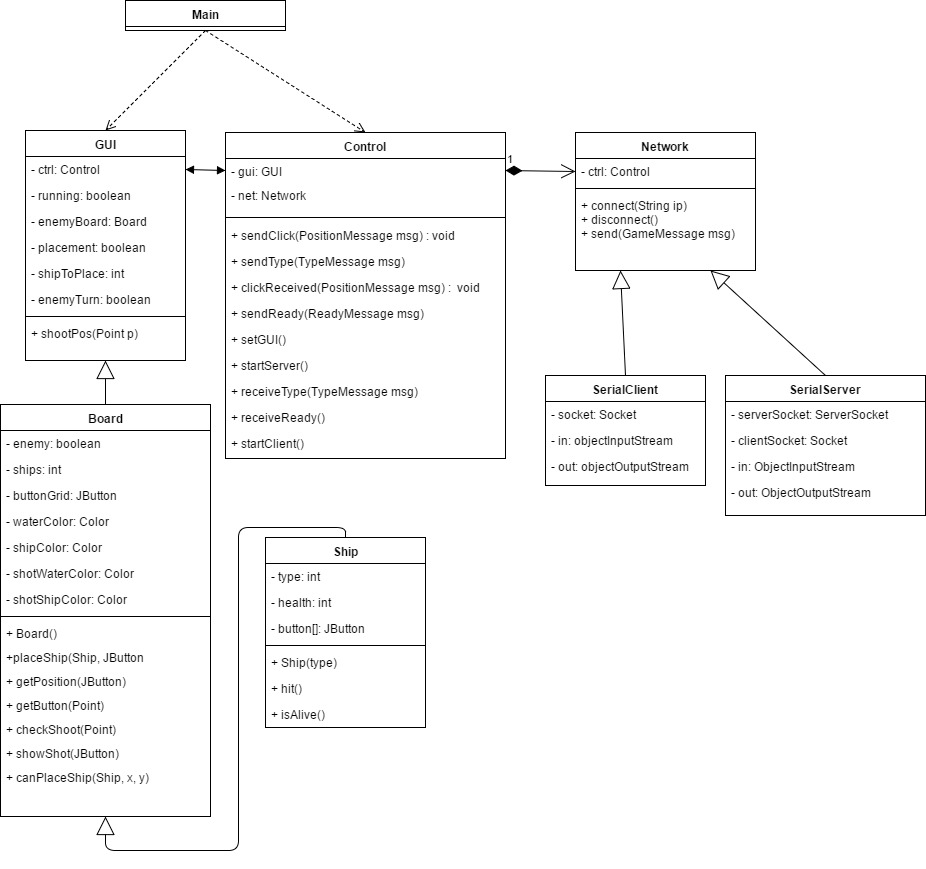 Main
GUI
- ctrl: Control
- running: boolean
- enemyBoard: Board
- placement: boolean
- shipToPlace: int
- enemyTurn: boolean
+ shootPos(Point p)
Control
- gui: GUI
- net: Network
+ sendClick(PositionMessage msg) : void
+ sendType(TypeMessage msg)
+ clickReceived(PositionMessage msg) :  void
+ sendReady(ReadyMessage msg)
+ setGUI()
+ startServer()
+ receiveType(TypeMessage msg)
+ receiveReady()
+ startClient()
1
Network
- ctrl: Control
+ connect(String ip)
+ disconnect()
+ send(GameMessage msg)
SerialClient
- socket: Socket
- in: objectInputStream
- out: objectOutputStream
SerialServer
- serverSocket: ServerSocket
- clientSocket: Socket
- in: ObjectInputStream
- out: ObjectOutputStream
Board
- enemy: boolean
- ships: int
- buttonGrid: JButton
- waterColor: Color
- shipColor: Color
- shotWaterColor: Color
- shotShipColor: Color
+ Board()
+placeShip(Ship, JButton
+ getPosition(JButton)
+ getButton(Point)
+ checkShoot(Point)
+ showShot(JButton)
+ canPlaceShip(Ship, x, y)
Ship
- type: int
- health: int
- button[]: JButton
+ Ship(type)
+ hit()
+ isAlive()